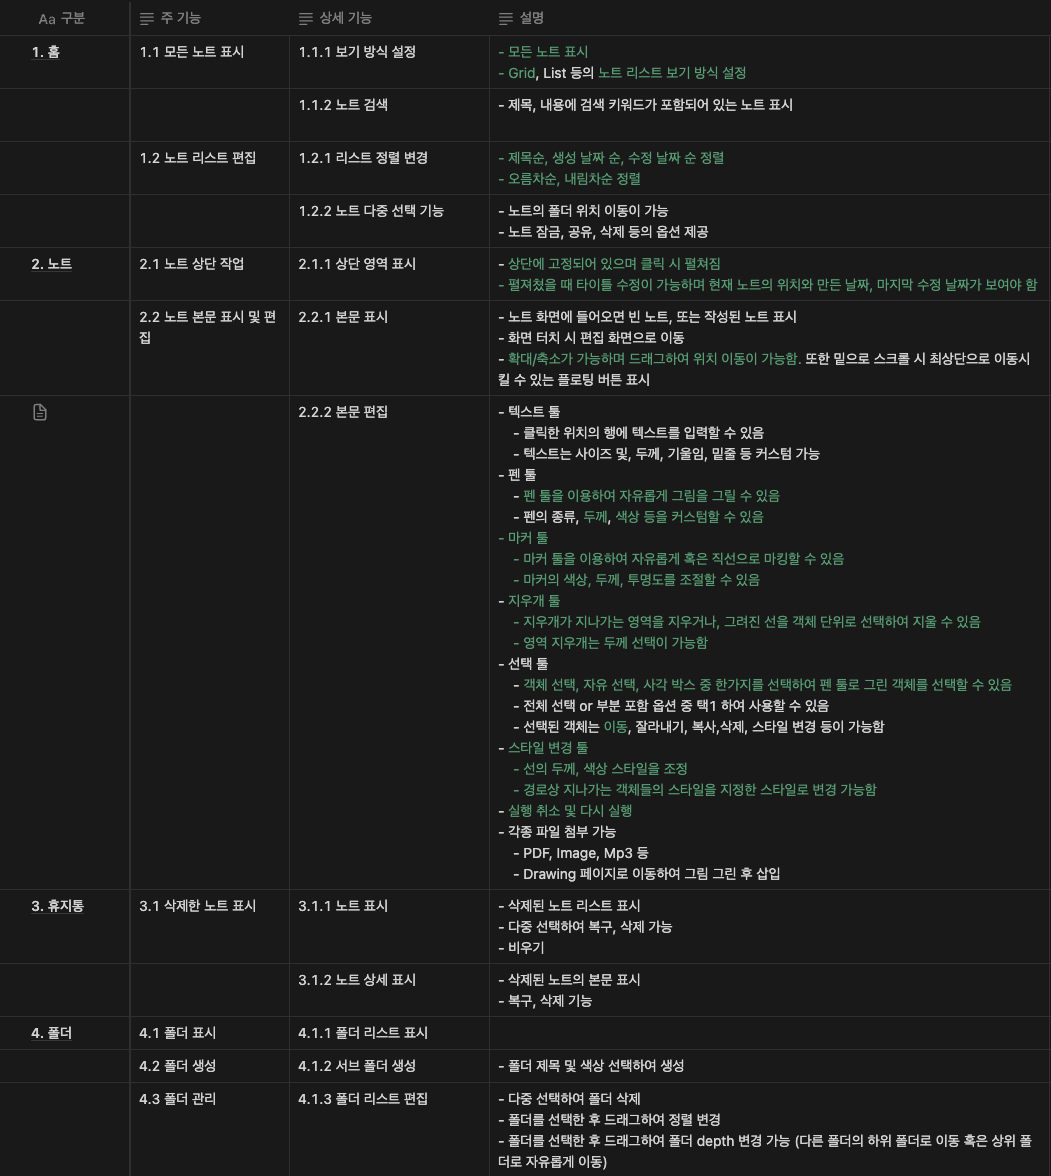 Aa 구분 주 기능 상세 기능 설명
1. 홈 1.1 모든 노트 표시 1.1.1 보기 방식 설정 - 모든 노트 표시
- Grid, List 등의 노트 리스트 보기 방식 설정
1.1.2 노트 검색 - 제목, 내용에 검색 키워드가 포함되어 있는 노트 표시
1.2 노트 리스트 편집 1.2.1 리스트 정렬 변경 - 제목순, 생성 날짜 순, 수정 날짜 순 정렬
- 오름차순, 내림차순 정렬
1.2.2 노트 다중 선택 기능 - 노트의 폴더 위치 이동이 가능
- 노트 잠금, 공유, 삭제 등의 옵션 제공
2. 노트 2.1 노트 상단 작업 2.1.1 상단 영역 표시 - 상단에 고정되어 있으며 클릭 시 펼쳐짐
- 펼져쳤을 때 타이틀 수정이 가능하며 현재 노트의 위치와 만든 날짜, 마지막 수정 날짜가 보여야 함
2.2 노트 본문 표시 및 편 2.2.1 본문 표시 - 노트 화면에 들어오면 빈 노트, 또는 작성된 노트 표시
집 - 화면 터치 시 편집 화면으로 이동
- 확대/축소가 가능하며 드래그하여 위치 이동이 가능함. 또한 밑으로 스크롤 시 최상단으로 이동시
킬 수 있는 플로팅 버튼 표시
2.2.2 본문 편집 - 텍스트 툴
- 클릭한 위치의 행에 텍스트를 입력할 수 있음
- 텍스트는 사이즈 및, 두께, 기울임, 밑줄 등 커스텀 가능
- 펜 툴
- 펜 툴을 이용하여 자유롭게 그림을 그릴 수 있음
- 펜의 종류, 두께, 색상 등을 커스텀할 수 있음
- 마커 툴
- 마커 툴을 이용하여 자유롭게 혹은 직선으로 마킹할 수 있음
- 마커의 색상, 두께, 투명도를 조절할 수 있음
- 지우개 툴
- 지우개가 지나가는 영역을 지우거나, 그려진 선을 객체 단위로 선택하여 지울 수 있음
- 영역 지우개는 두께 선택이 가능함
- 선택 툴
- 객체 선택, 자유 선택, 사각 박스 중 한가지를 선택하여 펜 툴로 그린 객체를 선택할 수 있음
- 전체 선택 or 부분 포함 옵션 중 택1 하여 사용할 수 있음
- 선택된 객체는 이동, 잘라내기, 복사,삭제, 스타일 변경 등이 가능함
- 스타일 변경 툴
- 선의 두께, 색상 스타일을 조정
- 경로상 지나가는 객체들의 스타일을 지정한 스타일로 변경 가능함
- 실행 취소 및 다시 실행
- 각종 파일 첨부 가능
- PDF, Image, Mp3 등
- Drawing 페이지로 이동하여 그림 그린 후 삽입
3. 휴지통 3.1 삭제한 노트 표시 3.1.1 노트 표시 - 삭제된 노트 리스트 표시
- 다중 선택하여 복구, 삭제 가능
- 비우기
3.1.2 노트 상세 표시 - 삭제된 노트의 본문 표시
- 복구, 삭제 기능
4. 폴더 4.1 폴더 표시 4.1.1 폴더 리스트 표시
4.2 폴더 생성 4.1.2 서브 폴더 생성 - 폴더 제목 및 색상 선택하여 생성
4.3 폴더 관리 4.1.3 폴더 리스트 편집 - 다중 선택하여 폴더 삭제
- 폴더를 선택한 후 드래그하여 정렬 변경
- 폴더를 선택한 후 드래그하여 폴더 depth 변경 가능 (다른 폴더의 하위 폴더로 이동 혹은 상위 폴
더로 자유롭게 이동)